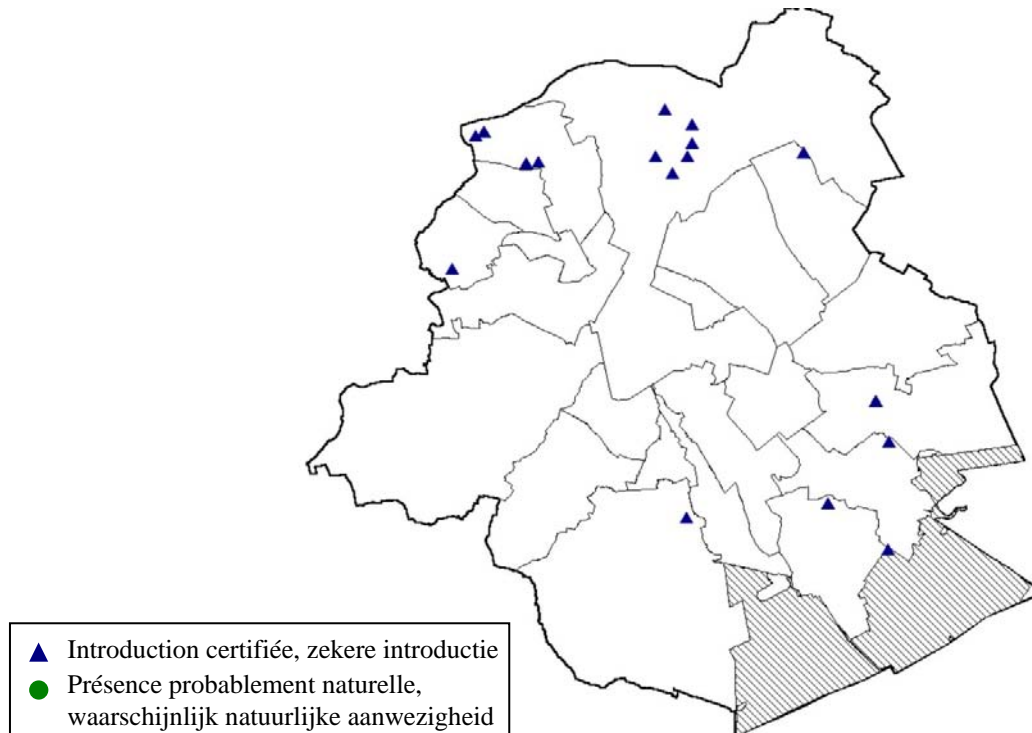 Introduction certifiée, zekere introductie
Présence probablement naturelle,
waarschijnlijk natuurlijke aanwezigheid